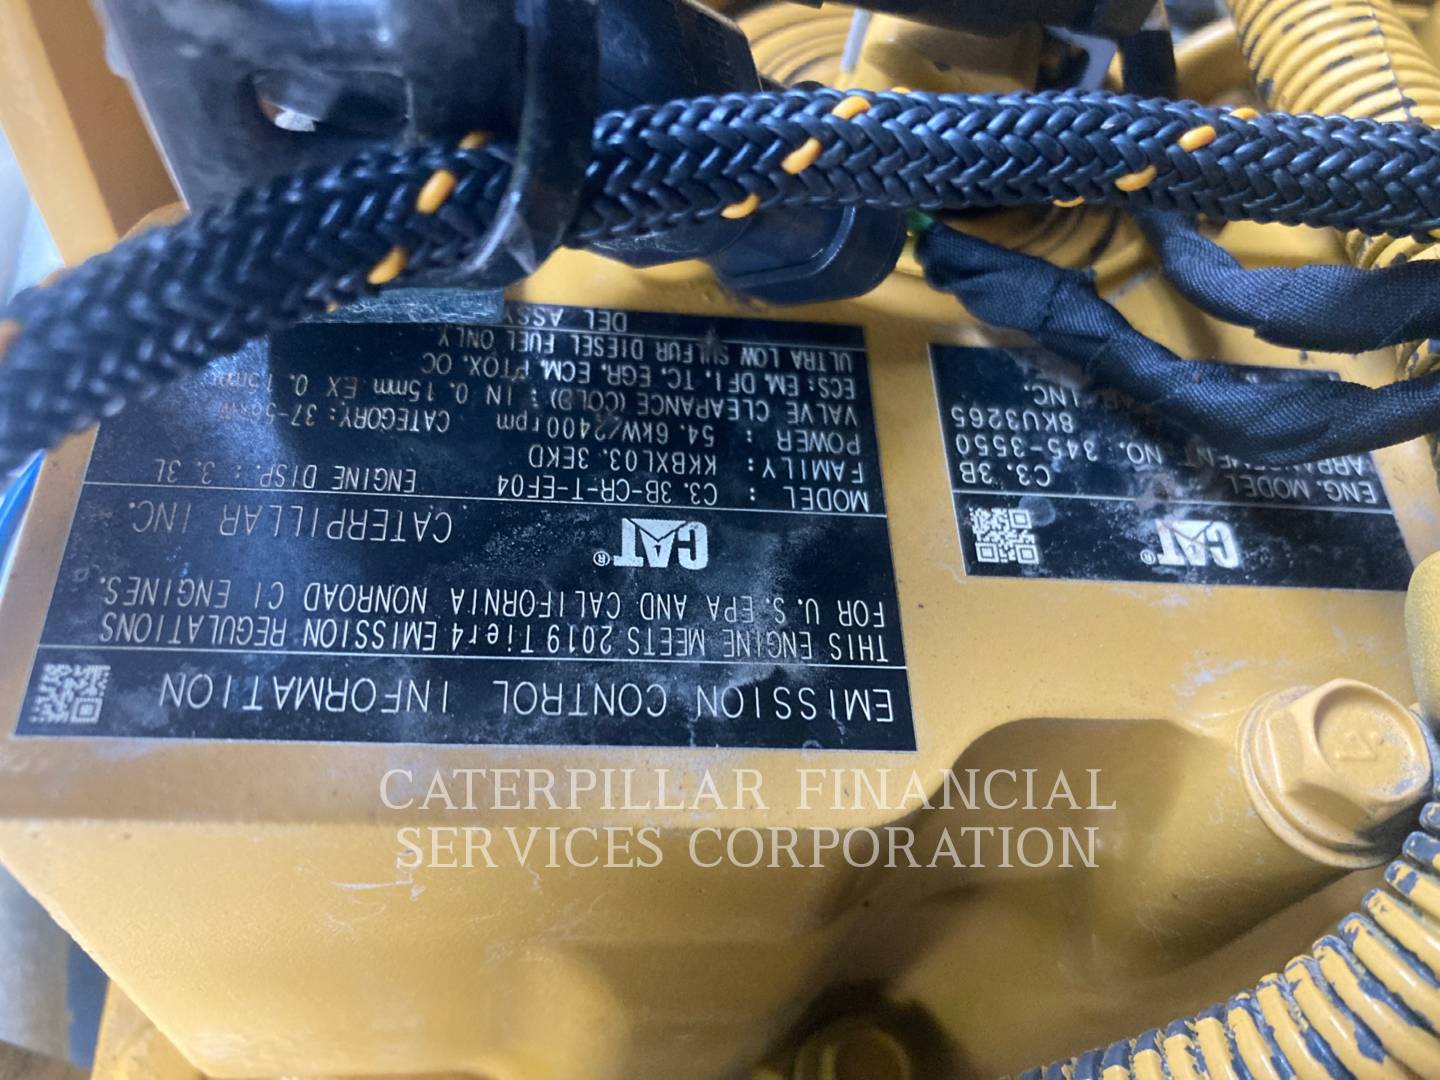 EMISSION CONTROL INFORMATION
THIS ENGINE MEETS 2019 Tier4 EMISSION REGULATIONS
FOR U.S. EPA AND CALIFORNIA NONROAD CI ENGINES.
CAT® CATERPILLAR INC.
MODEL : C3.3B-CR-T-EF04 ENGINE DISP.: 3.3L
FAMILY : KKBXL03.3EKD
POWER : 54.6kW/2400rpm CATEGORY: 37-56kW
VALVE CLEARANCE (COLD): IN 0.15mm EX 0.15mm
ECS: EM, DFI, TC, EGR, ECM, PTOX, OC
ULTRA LOW SULFUR DIESEL FUEL ONLY
DEL ASSY
CAT®
ENG. MODEL C3.3B
ARRANGEMENT NO. 345-3550
8KU3265
INC.
CATERPILLAR FINANCIAL
SERVICES CORPORATION